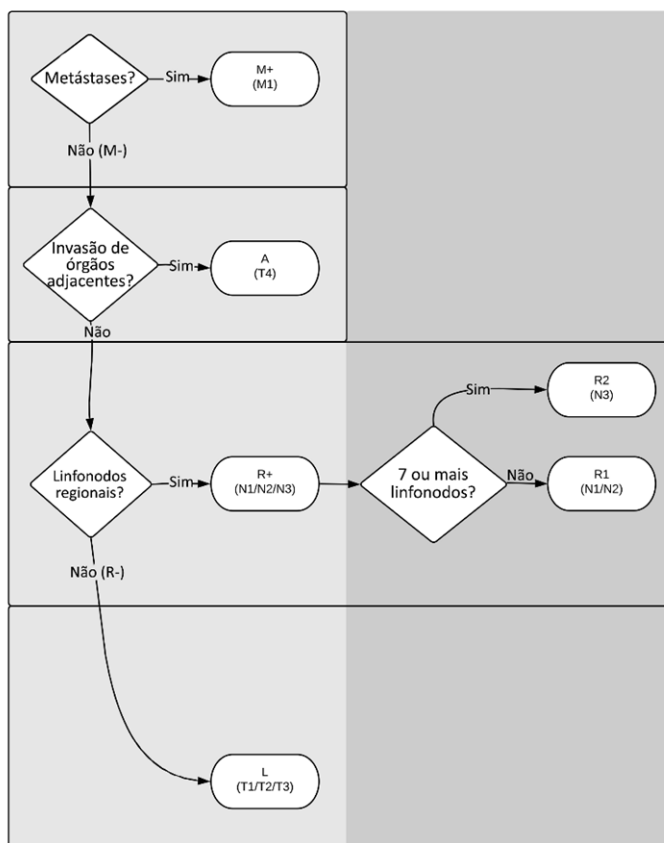 Metástases?
Sim
M+
(M1)
Não (M-)
Invasão de
órgãos
adjacentes?
Sim
A
(T4)
Não
Linfonodos
regionais?
Sim
R+
(N1/N2/N3)
7 ou mais
linfonodos?
Sim
R2
(N3)
Não
R1
(N1/N2)
Não (R-)
L
(T1/T2/T3)